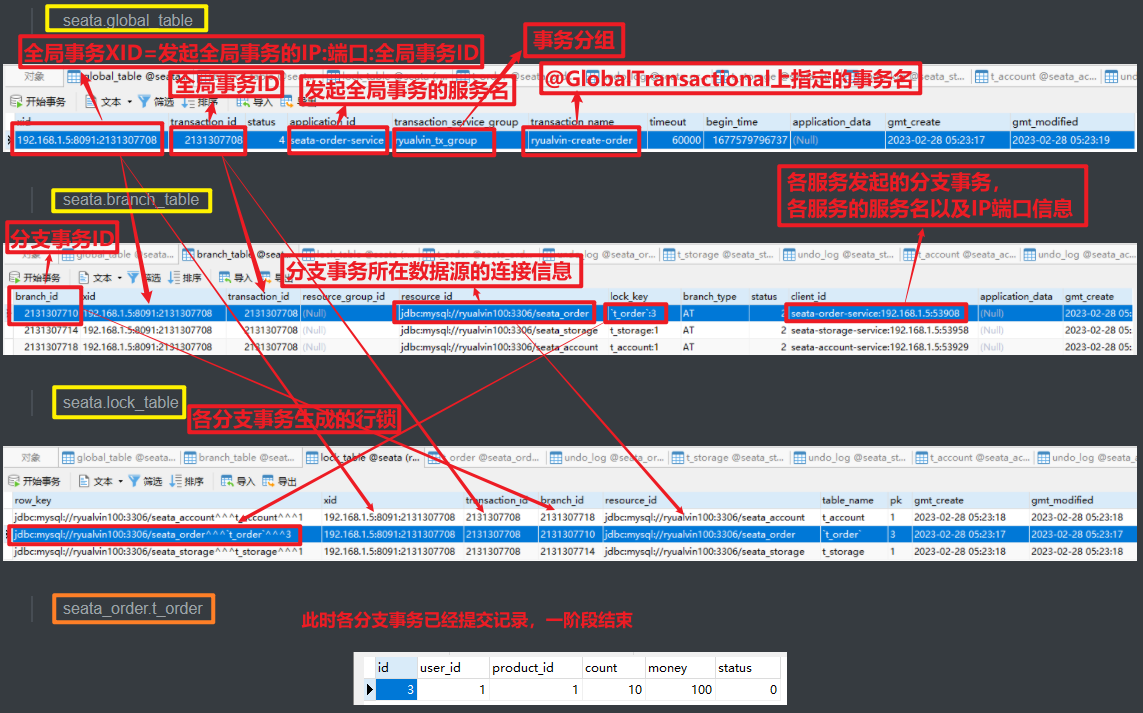 seata.global_table
全局事务XID=发起全局事务的IP:端口:全局事务ID
事务分组
@GlobalTransactional上指定的事务名
全局事务ID
发起全局事务的服务名
对象 global_table @seata... t_account @seata_ac...
开始事务 文本 筛选 排序 导入
xid transaction_id status application_id transaction_service_group transaction_name timeout begin_time application_data gmt_create gmt_modified
192.168.1.5:8091:2131307708 2131307708 4 seata-order-service ryualvin_tx_group ryualvin-create-order 60000 1677579796737 (Null) 2023-02-28 05:23:17 2023-02-28 05:23:19
各服务发起的分支事务，
各服务的服务名以及IP端口信息
seata.branch_table
分支事务ID
global_table @seata... branch_table @seata... t_storage @seata_st... undo_log @seata_st... t_account @seata_ac... undo_log @seata_ac...
开始事务 文本 筛选 排序 导入
分支事务所在数据源的连接信息
branch_id xid transaction_id resource_group_id resource_id lock_key branch_type status client_id application_data gmt_create
2131307710 192.168.1.5:8091:2131307708 2131307708 (Null) jdbc:mysql://ryualvin100:3306/seata_order `t_order`:3 AT 2 seata-order-service:192.168.1.5:53908 (Null) 2023-02-28 05:
2131307714 192.168.1.5:8091:2131307708 2131307708 (Null) jdbc:mysql://ryualvin100:3306/seata_storage t_storage:1 AT 2 seata-storage-service:192.168.1.5:53958 (Null) 2023-02-28 05:
2131307718 192.168.1.5:8091:2131307708 2131307708 (Null) jdbc:mysql://ryualvin100:3306/seata_account t_account:1 AT 2 seata-account-service:192.168.1.5:53929 (Null) 2023-02-28 05:
seata.lock_table
各分支事务生成的行锁
对象 global_table @seata... branch_table @seata... lock_table @seata (r... t_order @seata_ord... undo_log @seata_or... t_storage @seata_st... undo_log @seata_st... t_account @seata_ac... undo_log @seata_a
开始事务 文本 筛选 排序 导入 导出
row_key xid transaction_id branch_id resource_id table_name pk gmt_create gmt_modified
jdbc:mysql://ryualvin100:3306/seata_account^^^t_account^^^1 192.168.1.5:8091:2131307708 2131307708 2131307718 jdbc:mysql://ryualvin100:3306/seata_account t_account 1 2023-02-28 05:23:18 2023-02-28 05:23:18
jdbc:mysql://ryualvin100:3306/seata_order^^^`t_order`^^^3 192.168.1.5:8091:2131307708 2131307708 2131307710 jdbc:mysql://ryualvin100:3306/seata_order `t_order` 3 2023-02-28 05:23:17 2023-02-28 05:23:17
jdbc:mysql://ryualvin100:3306/seata_storage^^^t_storage^^^1 192.168.1.5:8091:2131307708 2131307708 2131307714 jdbc:mysql://ryualvin100:3306/seata_storage t_storage 1 2023-02-28 05:23:18 2023-02-28 05:23:18
seata_order.t_order
此时各分支事务已经提交记录，一阶段结束
id user_id product_id count money status
3 1 1 10 100 0